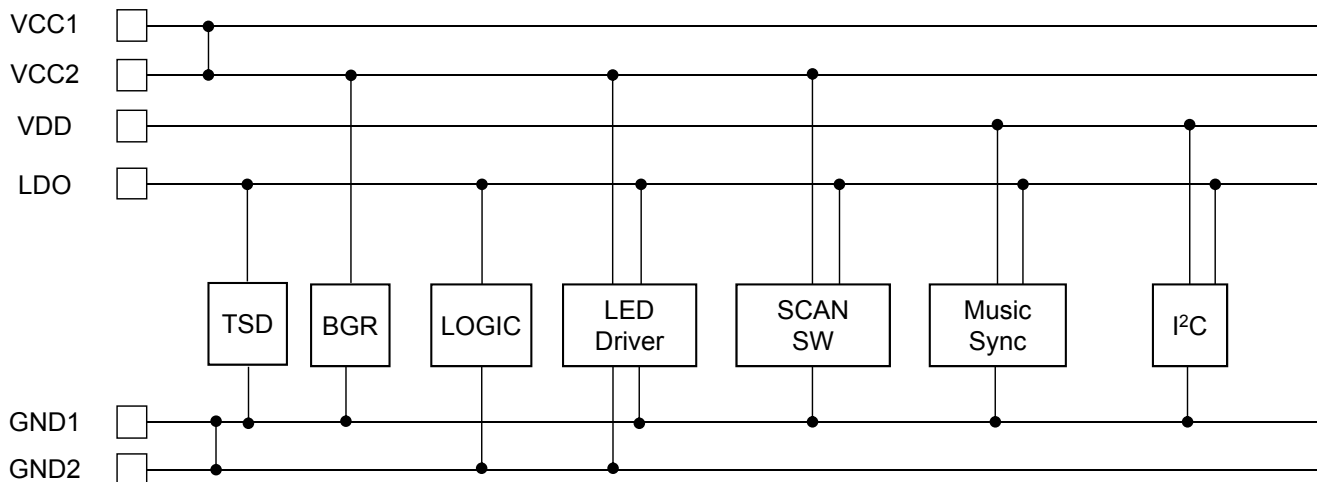 VCC1
VCC2
VDD
LDO
TSD
BGR
LOGIC
LED
Driver
SCAN
SW
Music
Sync
I²C
GND1
GND2